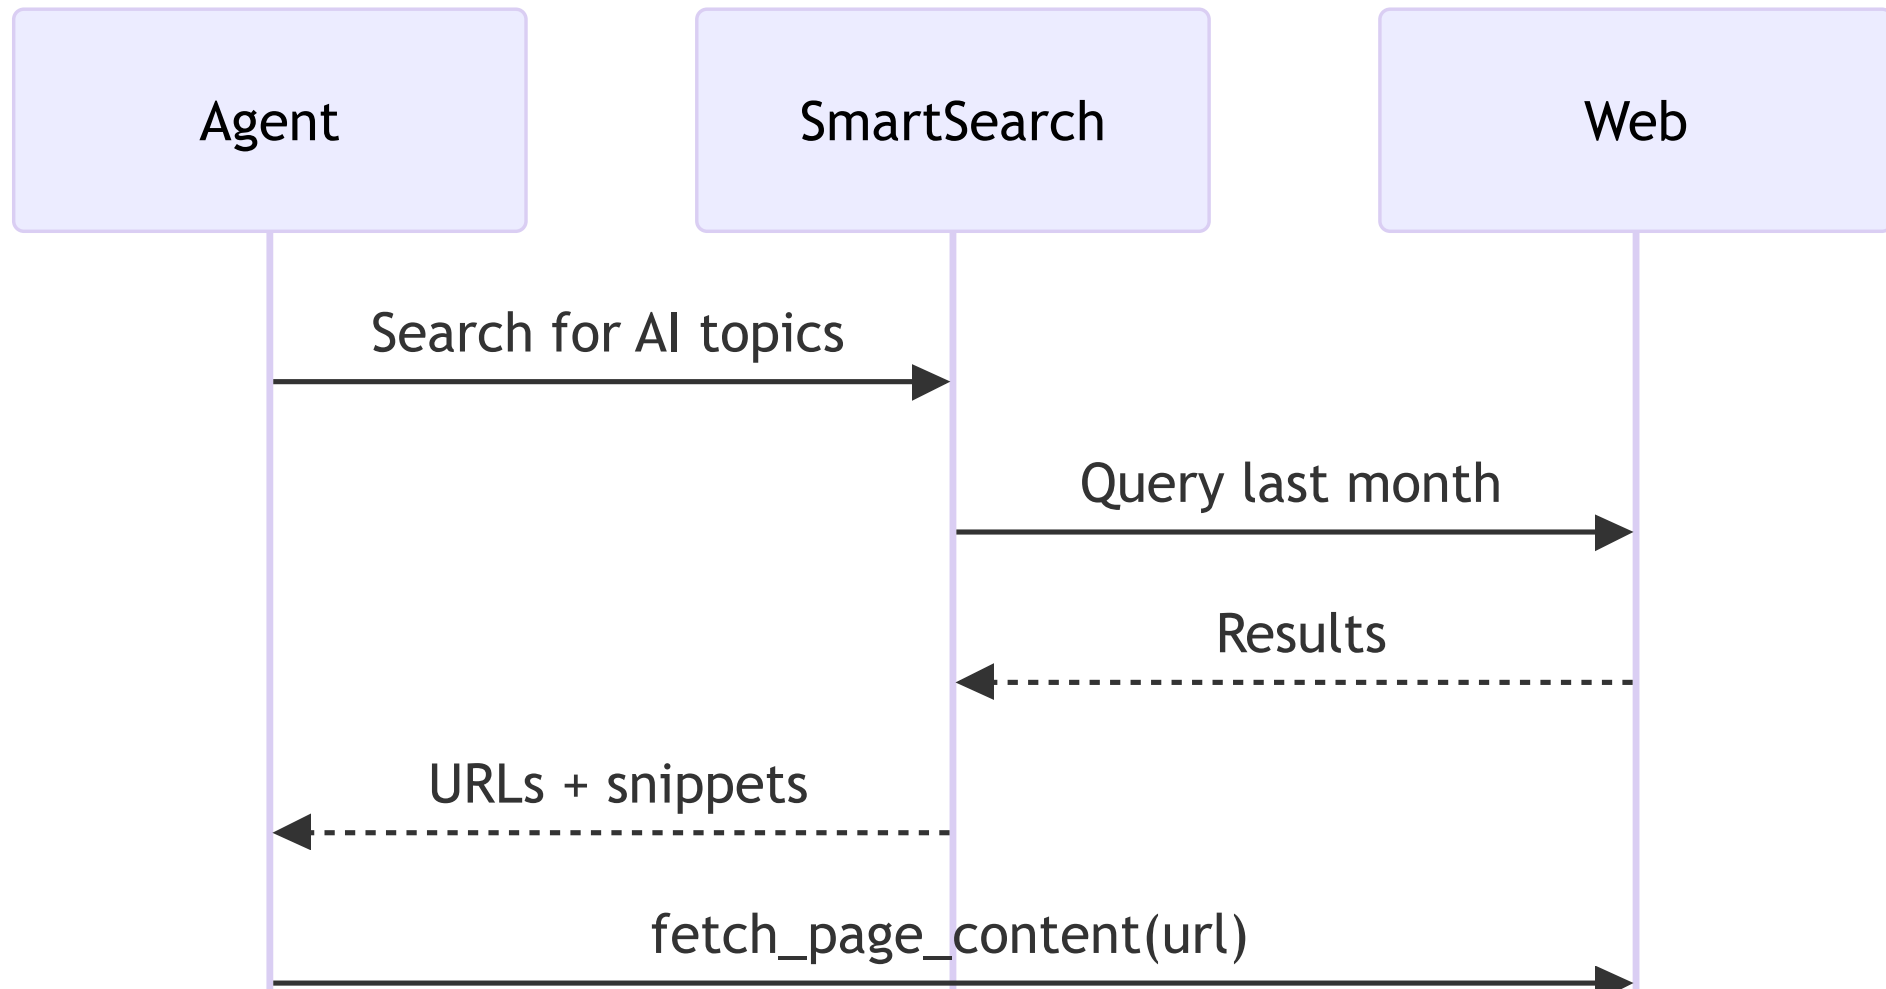 Agent
SmartSearch
Web
Search for AI topics
Query last month
Results
URLs + snippets
fetch_page_content(url)